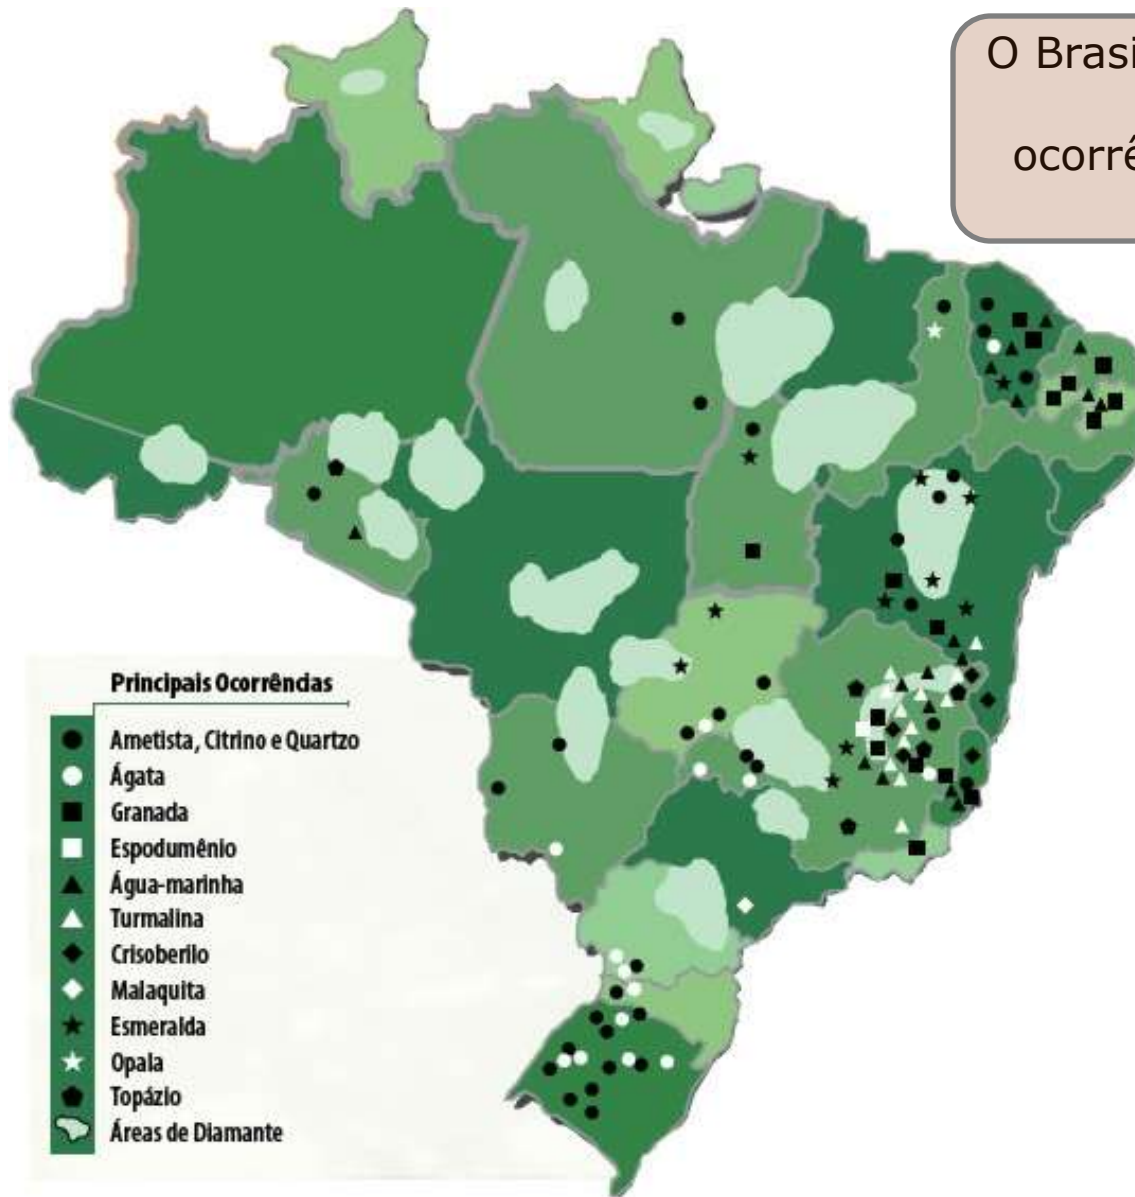 O Brasi
ocorrê
Principais Ocorrências
Ametista, Citrino e Quartzo
Ágata
Granada
Espodumênio
Água-marinha
Turmalina
Crisoberilo
Malaquita
Esmeralda
Opala
Topázio
Áreas de Diamante